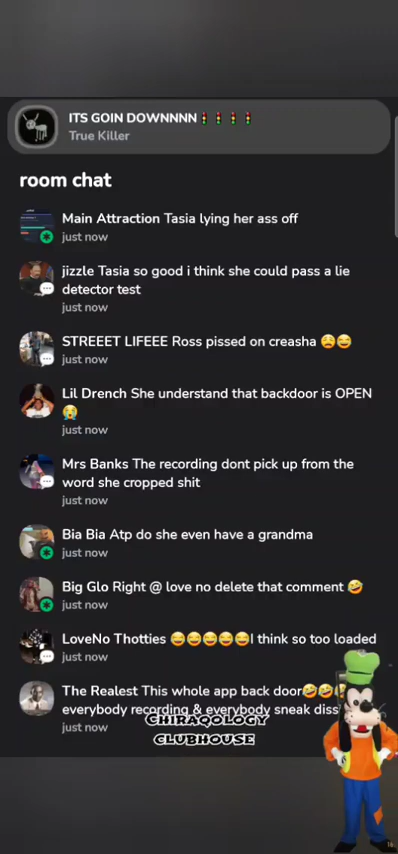 ITS GOIN DOWNNNN🚦🚦🚦🚦
True Killer
room chat
Main Attraction Tasia lying her ass off
just now
jizzle Tasia so good i think she could pass a lie
detector test
just now
STREEET LIFEEE Ross pissed on creasha 😩😂
just now
Lil Drench She understand that backdoor is OPEN
😭
just now
Mrs Banks The recording dont pick up from the
word she cropped shit
just now
Bia Bia Atp do she even have a grandma
just now
Big Glo Right @ love no delete that comment 🤣
just now
LoveNo Thotties 😂😂😂😂😂I think so too loaded
just now
The Realest This whole app back door🤣🤣
everybody recording & everybody sneak diss
just now
CHIRAQOLOGY
CLUBHOUSE
16